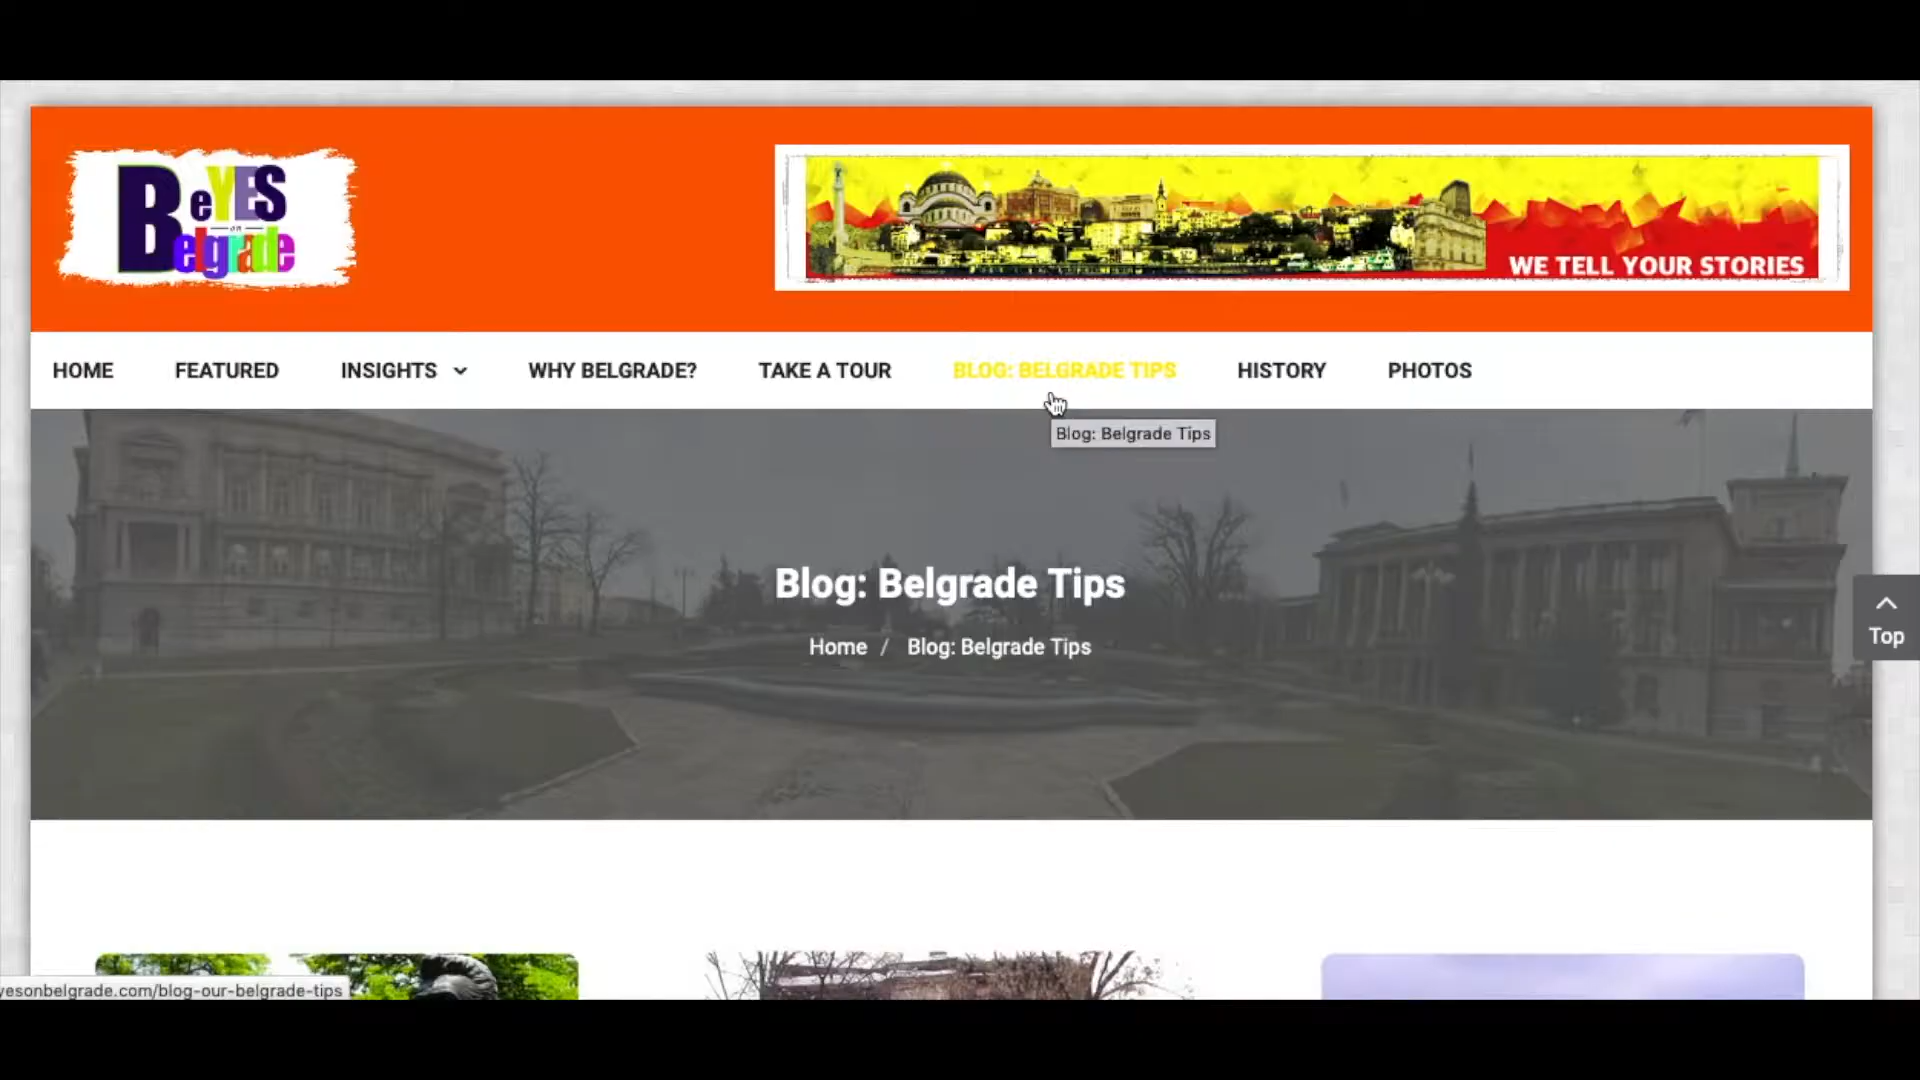 BeYES
on
Belgrade
WE TELL YOUR STORIES
HOME FEATURED INSIGHTS WHY BELGRADE? TAKE A TOUR BLOG: BELGRADE TIPS HISTORY PHOTOS
Blog: Belgrade Tips
Blog: Belgrade Tips
Home / Blog: Belgrade Tips
Top
yesonbelgrade.com/blog-our-belgrade-tips